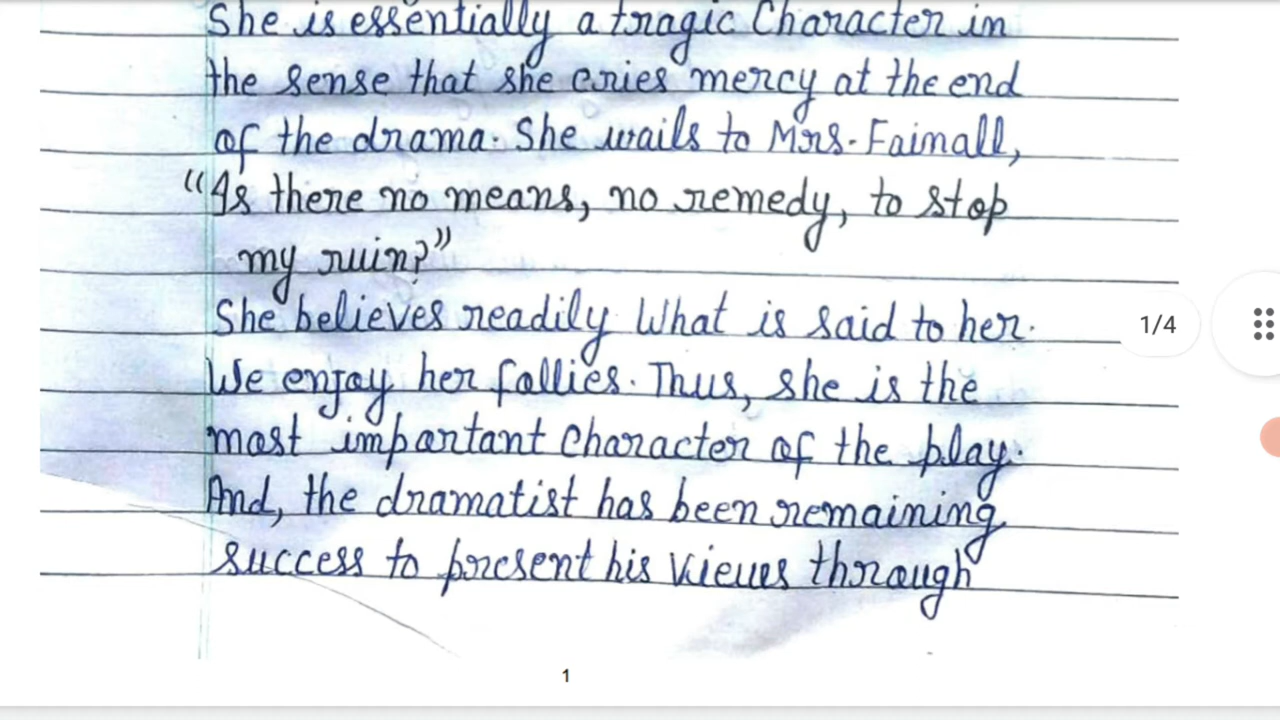 She is essentially a tragic Character in
the sense that she cries mercy at the end
of the drama. She wails to Mrs. Fainall,
"Is there no means, no remedy, to stop
my ruin?"
She believes readily What is said to her.
We enjoy her follies. Thus, she is the
most important Character of the play.
And, the dramatist has been remaining
success to present his views through
1/4
1